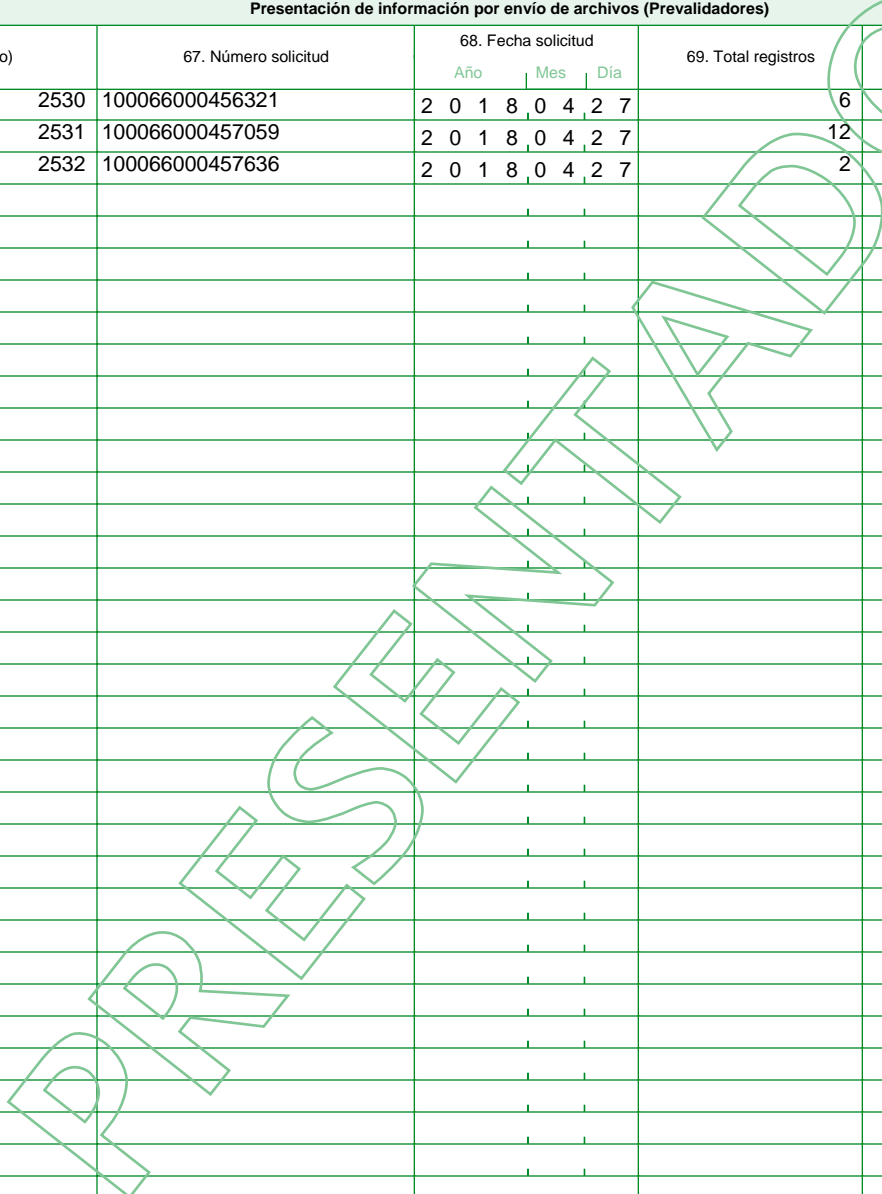 Presentación de información por envío de archivos (Prevalidadores)
o) 67. Número solicitud 68. Fecha solicitud 69. Total registros
Año Mes Día
2530 100066000456321 2 0 1 8 0 4 2 7 6
2531 100066000457059 2 0 1 8 0 4 2 7 12
2532 100066000457636 2 0 1 8 0 4 2 7 2
PRESENTADO